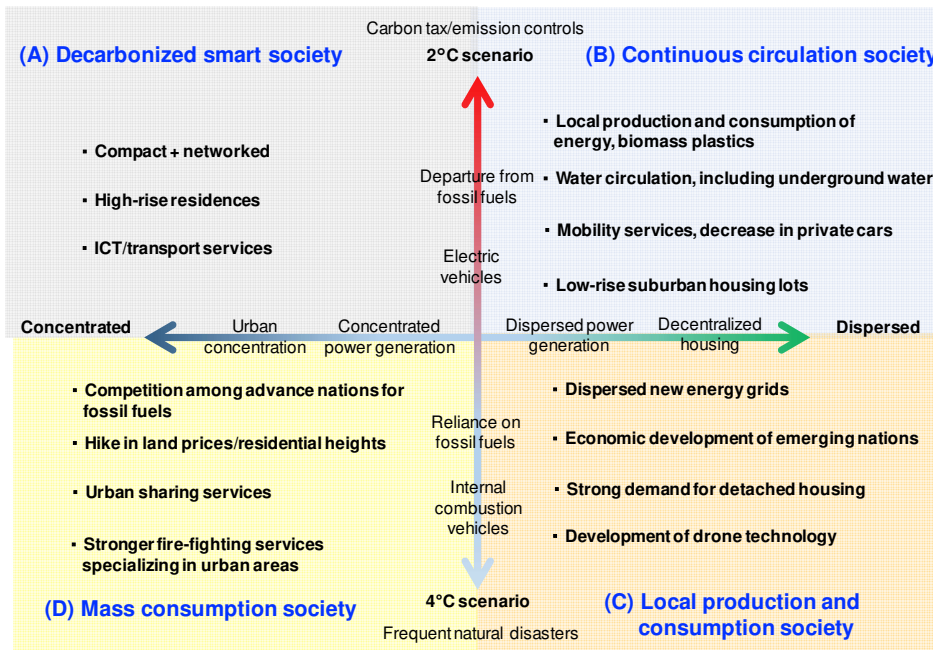 Carbon tax/emission controls
2°C scenario
(A) Decarbonized smart society
(B) Continuous circulation society
▪ Compact + networked
▪ High-rise residences
▪ ICT/transport services
▪ Local production and consumption of
energy, biomass plastics
▪ Water circulation, including underground water
▪ Mobility services, decrease in private cars
▪ Low-rise suburban housing lots
Departure from
fossil fuels
Electric
vehicles
Concentrated
Urban
concentration
Concentrated
power generation
Dispersed power
generation
Decentralized
housing
Dispersed
▪ Competition among advance nations for
fossil fuels
▪ Hike in land prices/residential heights
▪ Urban sharing services
▪ Stronger fire-fighting services
specializing in urban areas
Reliance on
fossil fuels
Internal
combustion
vehicles
▪ Dispersed new energy grids
▪ Economic development of emerging nations
▪ Strong demand for detached housing
▪ Development of drone technology
(D) Mass consumption society
4°C scenario
Frequent natural disasters
(C) Local production and
consumption society